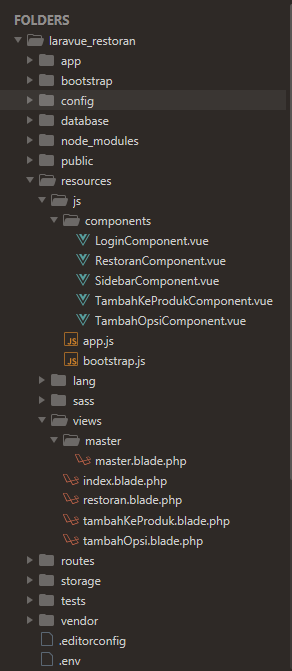 FOLDERS
laravue_restoran
app
bootstrap
config
database
node_modules
public
resources
js
components
LoginComponent.vue
RestoranComponent.vue
SidebarComponent.vue
TambahKeProdukComponent.vue
TambahOpsiComponent.vue
JS app.js
JS bootstrap.js
lang
sass
views
master
master.blade.php
index.blade.php
restoran.blade.php
tambahKeProduk.blade.php
tambahOpsi.blade.php
routes
storage
tests
vendor
.editorconfig
.env